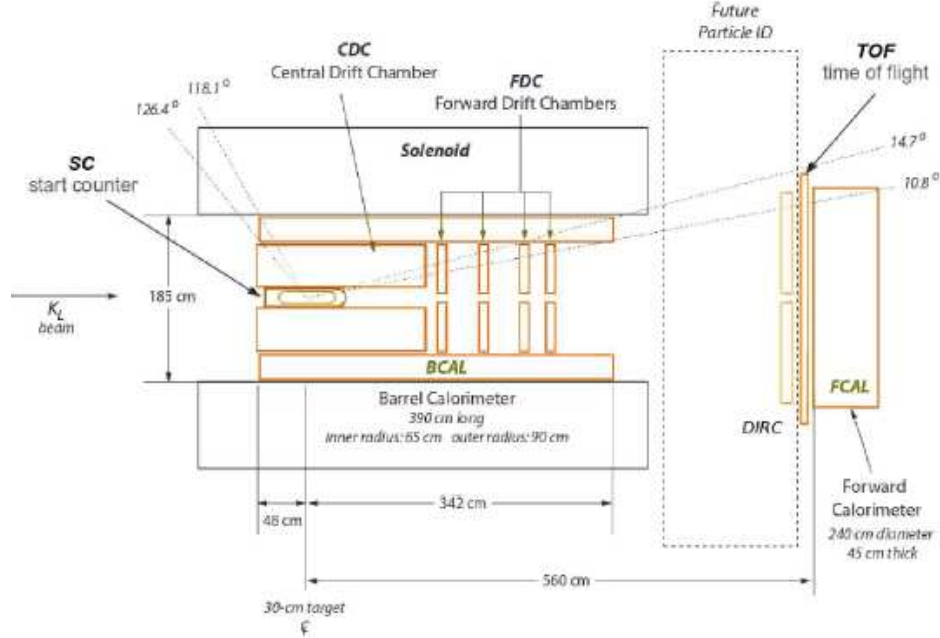 Future
Particle ID
CDC
Central Drift Chamber
TOF
time of flight
FDC
Forward Drift Chambers
118.1°
126.4°
14.7°
10.8°
Solenoid
SC
start counter
185 cm
K_L
beam
BCAL
FCAL
Barrel Calorimeter
390 cm long
inner radius: 65 cm outer radius: 90 cm
DIRC
Forward
Calorimeter
240 cm diameter
45 cm thick
342 cm
48 cm
560 cm
30-cm target
℄